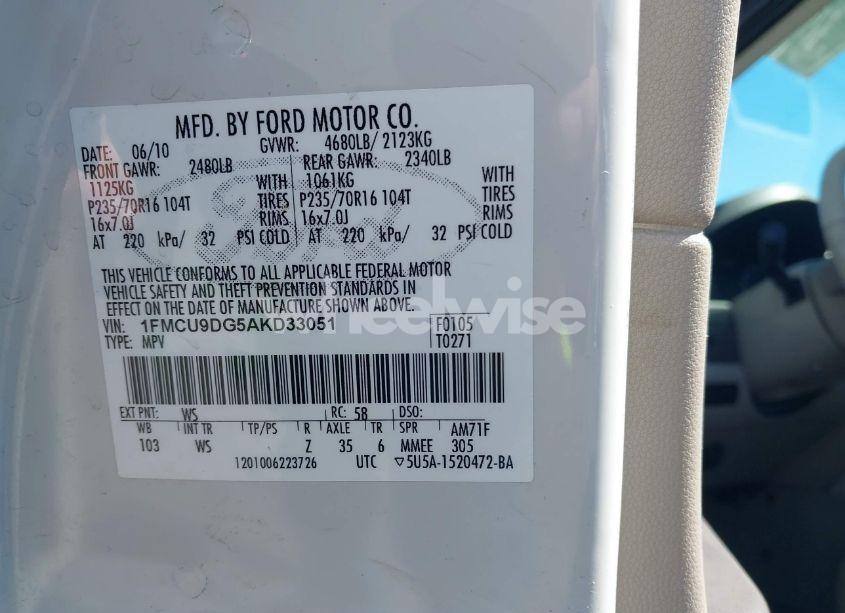 MFD. BY FORD MOTOR CO.
DATE: 06/10 GVWR: 4680LB/ 2123KG
FRONT GAWR: 2480LB REAR GAWR: 2340LB
1125KG WITH 1061KG WITH
P235/70R16 104T TIRES P235/70R16 104T TIRES
16x7.0J RIMS 16x7.0J RIMS
AT 220 kPa/ 32 PSI COLD AT 220 kPa/ 32 PSI COLD
THIS VEHICLE CONFORMS TO ALL APPLICABLE FEDERAL MOTOR
VEHICLE SAFETY AND THEFT PREVENTION STANDARDS IN
EFFECT ON THE DATE OF MANUFACTURE SHOWN ABOVE.
VIN: 1FMCU9DG5AKD33051 F0105
TYPE: MPV T0271
EXT PNT: WS RC: 58 DSO:
WB INT TR TP/PS R AXLE TR SPR AM71F
103 WS Z 35 6 MMEE 305
1201006223726 UTC ▽5U5A-1520472-BA
wheelwise